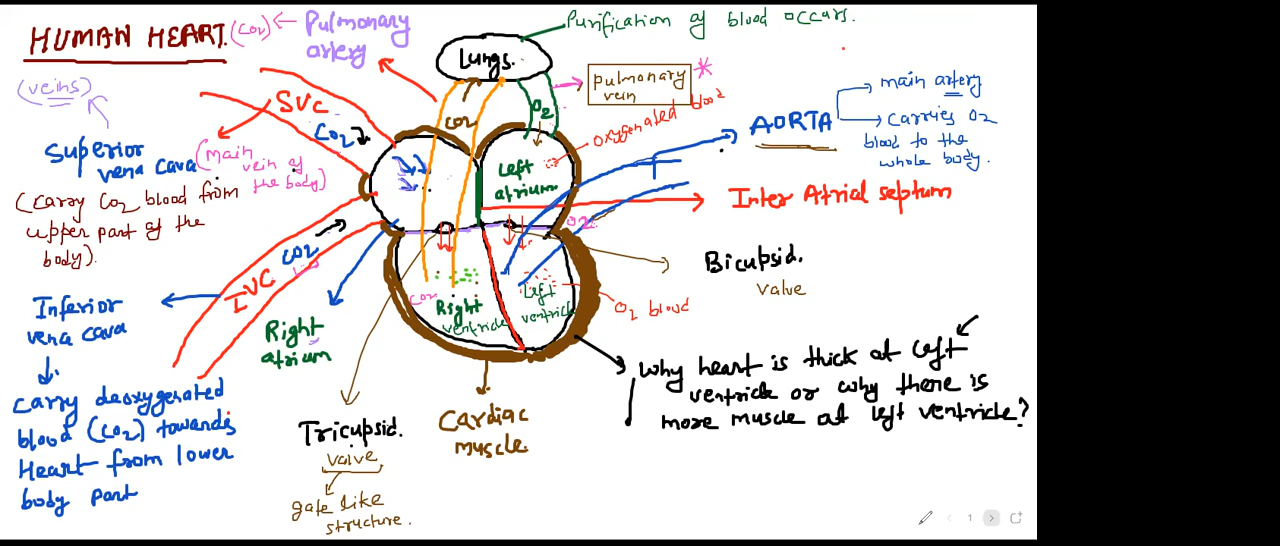 HUMAN HEART.
(CO2) ← Pulmonary
artery
Purification of blood occurs.
Lungs.
pulmonary
vein
(veins)
SVC
CO2
CO2
O2
oxygenated blood
AORTA
main artery
carries O2
blood to the
whole body.
Superior
vena cava
(main
vein of
the body)
(carry CO2 blood from
upper part of the
body).
Left
atrium
Inter Atrial septum
O2
IVC
CO2
Bicupsid.
value
Inferior
vena cava
Right
atrium
CO2
Right
ventricle
Left
ventricle
O2 blood
Carry deoxygerated
blood (CO2) towards
Heart from lower
body part
Why heart is thick at left
ventricle or why there is
more muscle at left ventricle?
Tricupsid.
valve
gate like
structure.
Cardiac
muscle.
1